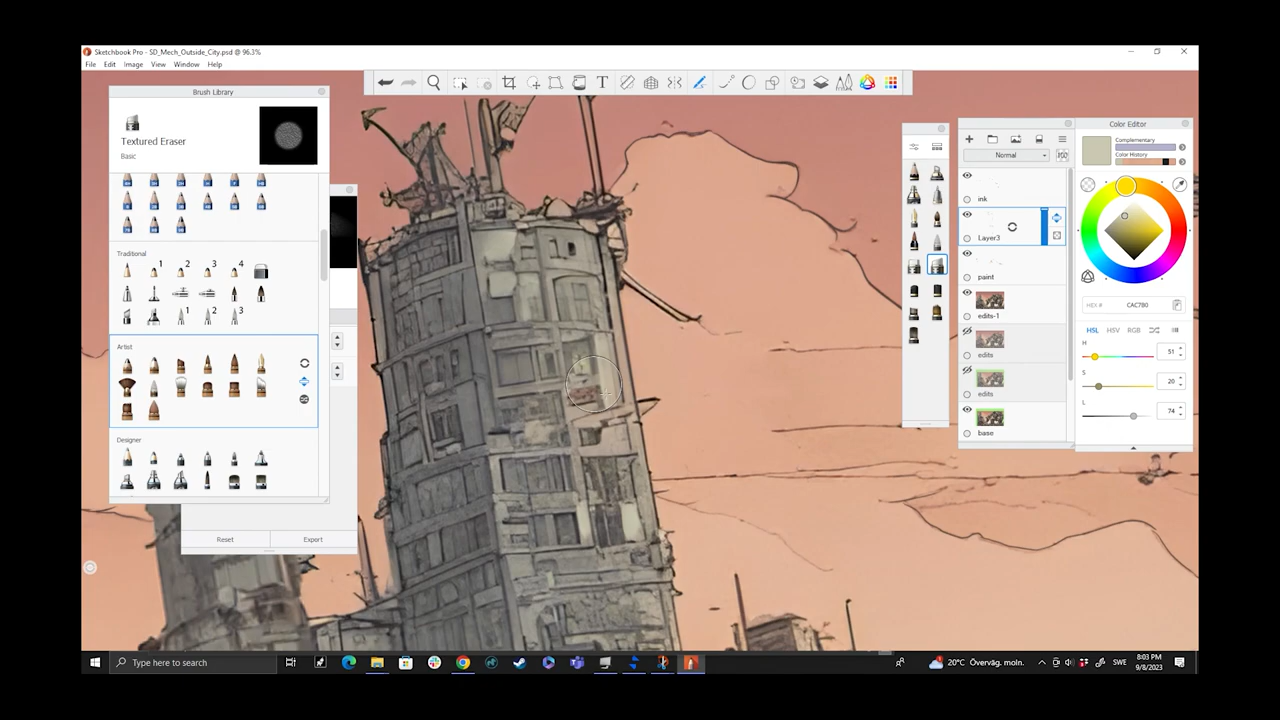 Sketchbook Pro - SD_Mech_Outside_City.psd @ 96.3%
File Edit Image View Window Help
T
Brush Library
Textured Eraser
Basic
Traditional
1 2 3 4
1 2 3
Artist
Designer
Reset Export
Normal
ink
Layer3
paint
edits-1
edits
edits
base
Color Editor
Complementary
Color History
HEX # CAC7B0
HSL HSV RGB
H 51
S 20
L 74
Type here to search
20°C Överväg. moln.
SWE
8:03 PM
9/8/2023